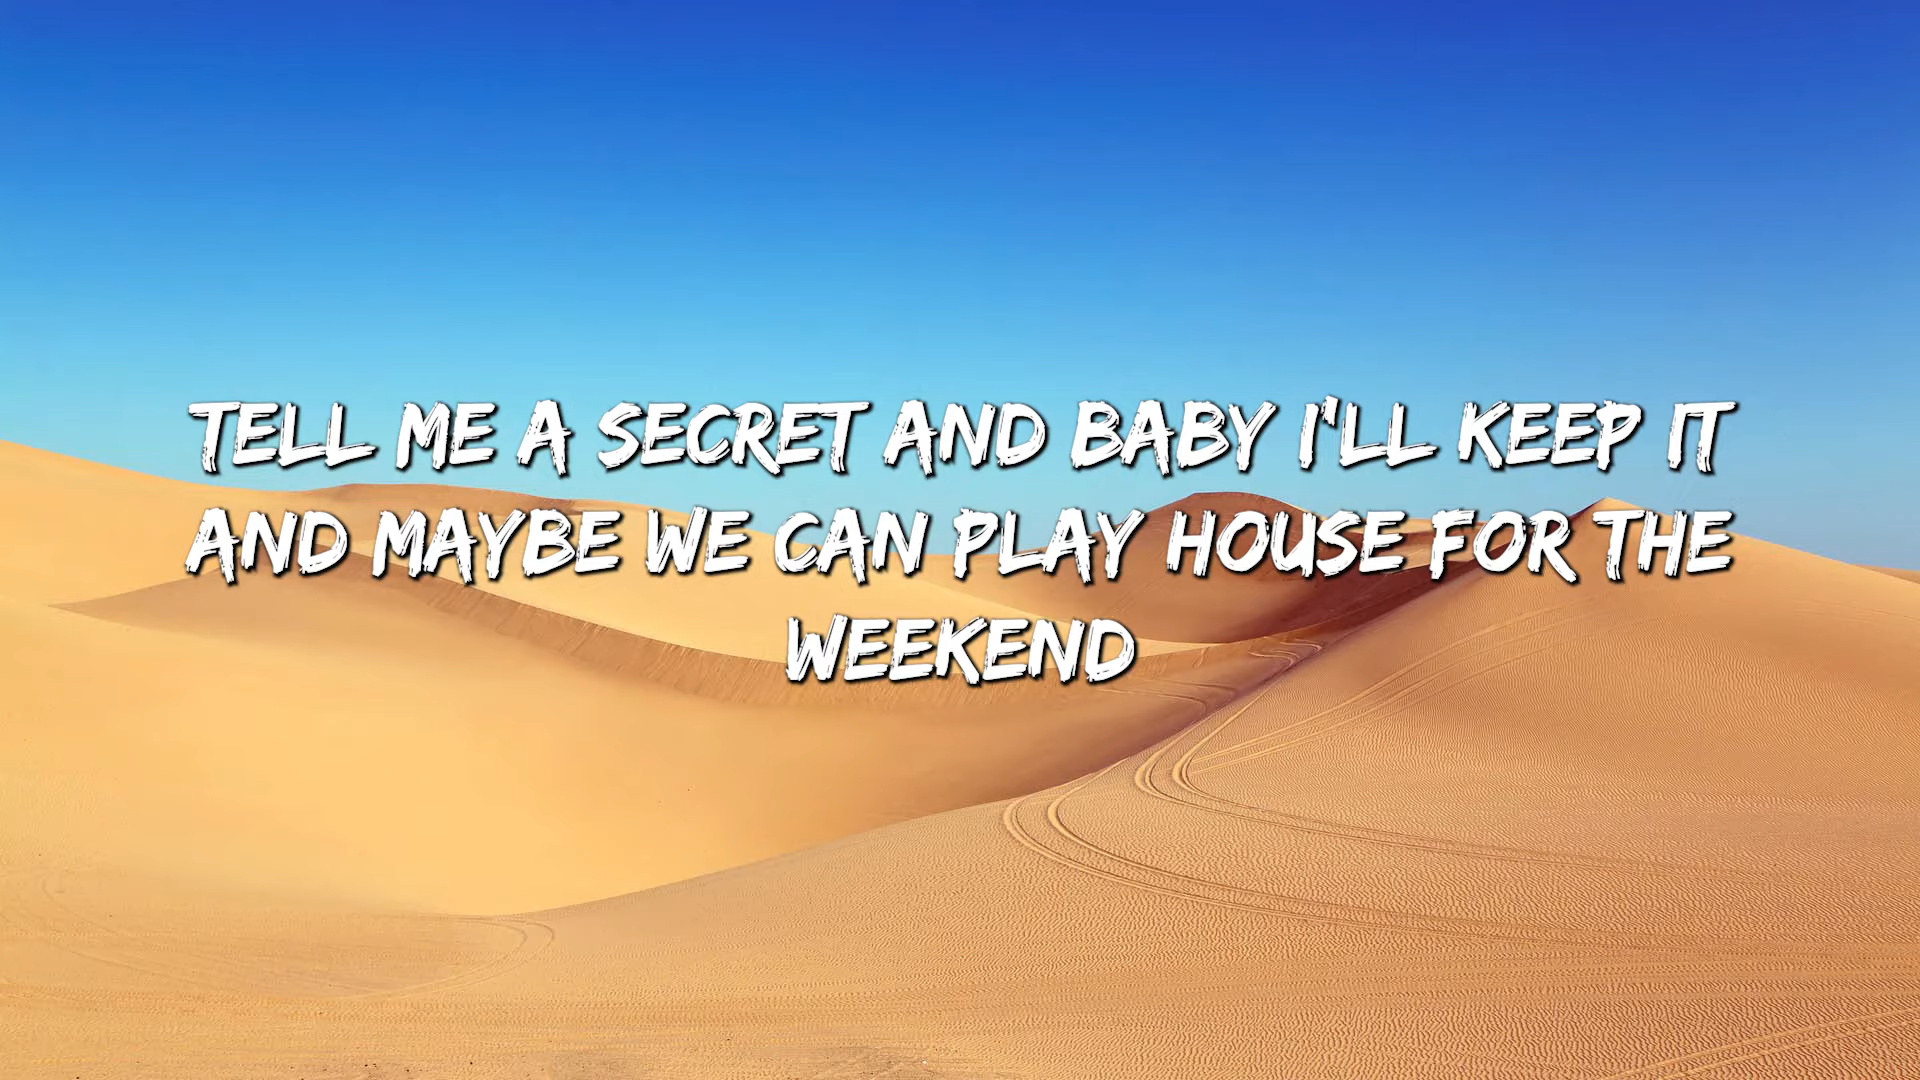 TELL ME A SECRET AND BABY I'LL KEEP IT
AND MAYBE WE CAN PLAY HOUSE FOR THE
WEEKEND